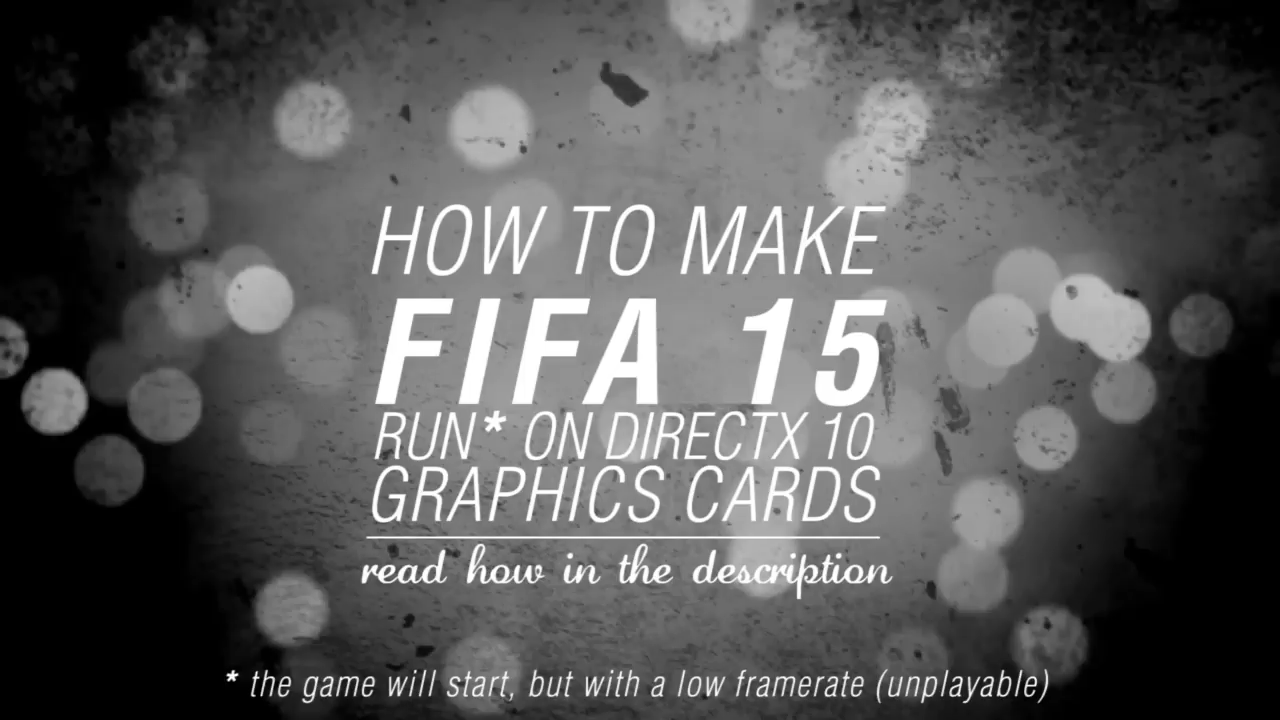 HOW TO MAKE
FIFA 15
RUN* ON DIRECTX 10
GRAPHICS CARDS
read how in the description
* the game will start, but with a low framerate (unplayable)